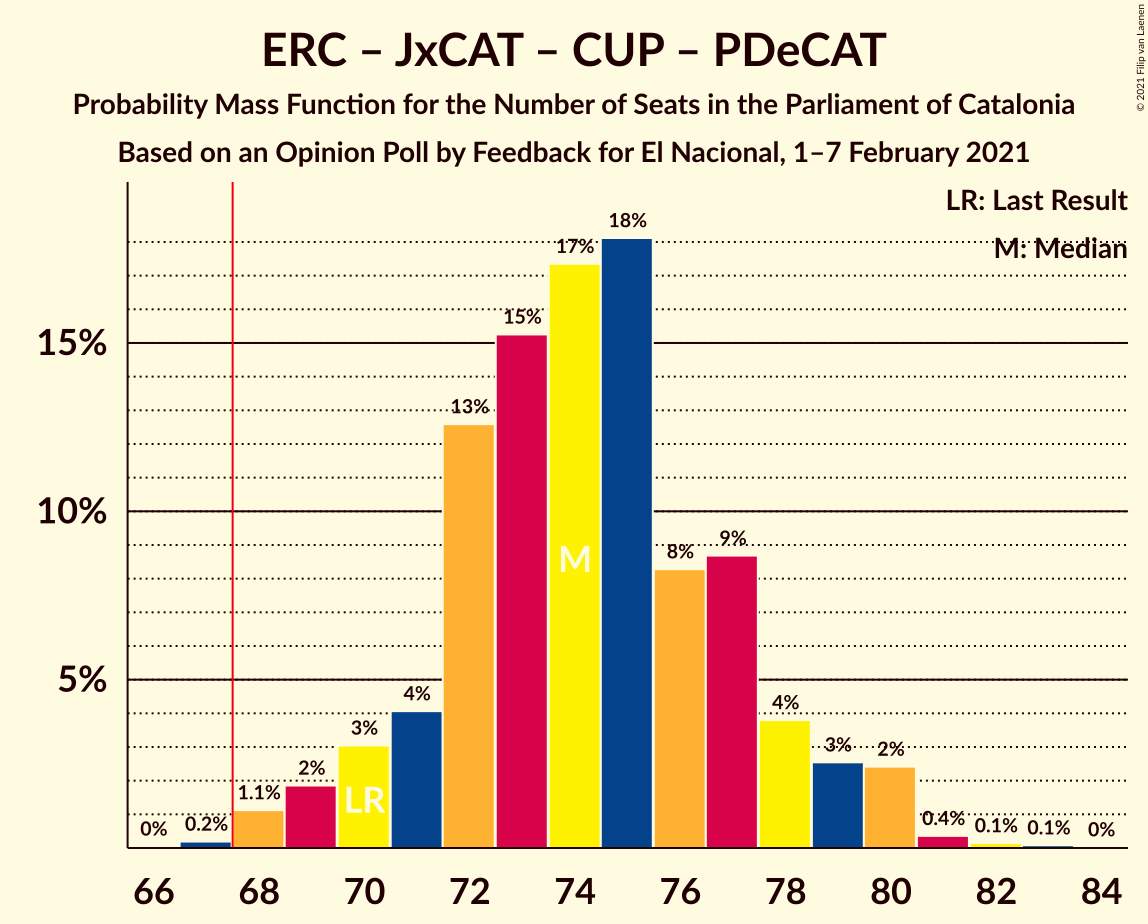 ERC – JxCAT – CUP – PDeCAT
Probability Mass Function for the Number of Seats in the Parliament of Catalonia
Based on an Opinion Poll by Feedback for El Nacional, 1–7 February 2021
© 2021 Filip van Laenen
LR: Last Result
M: Median
18%
17%
15%
15%
13%
10%
9%
8%
M
5%
4%
4%
3%
3%
2%
2%
LR
1.1%
0.4%
0.2%
0.1%
0.1%
0%
0%
66 68 70 72 74 76 78 80 82 84